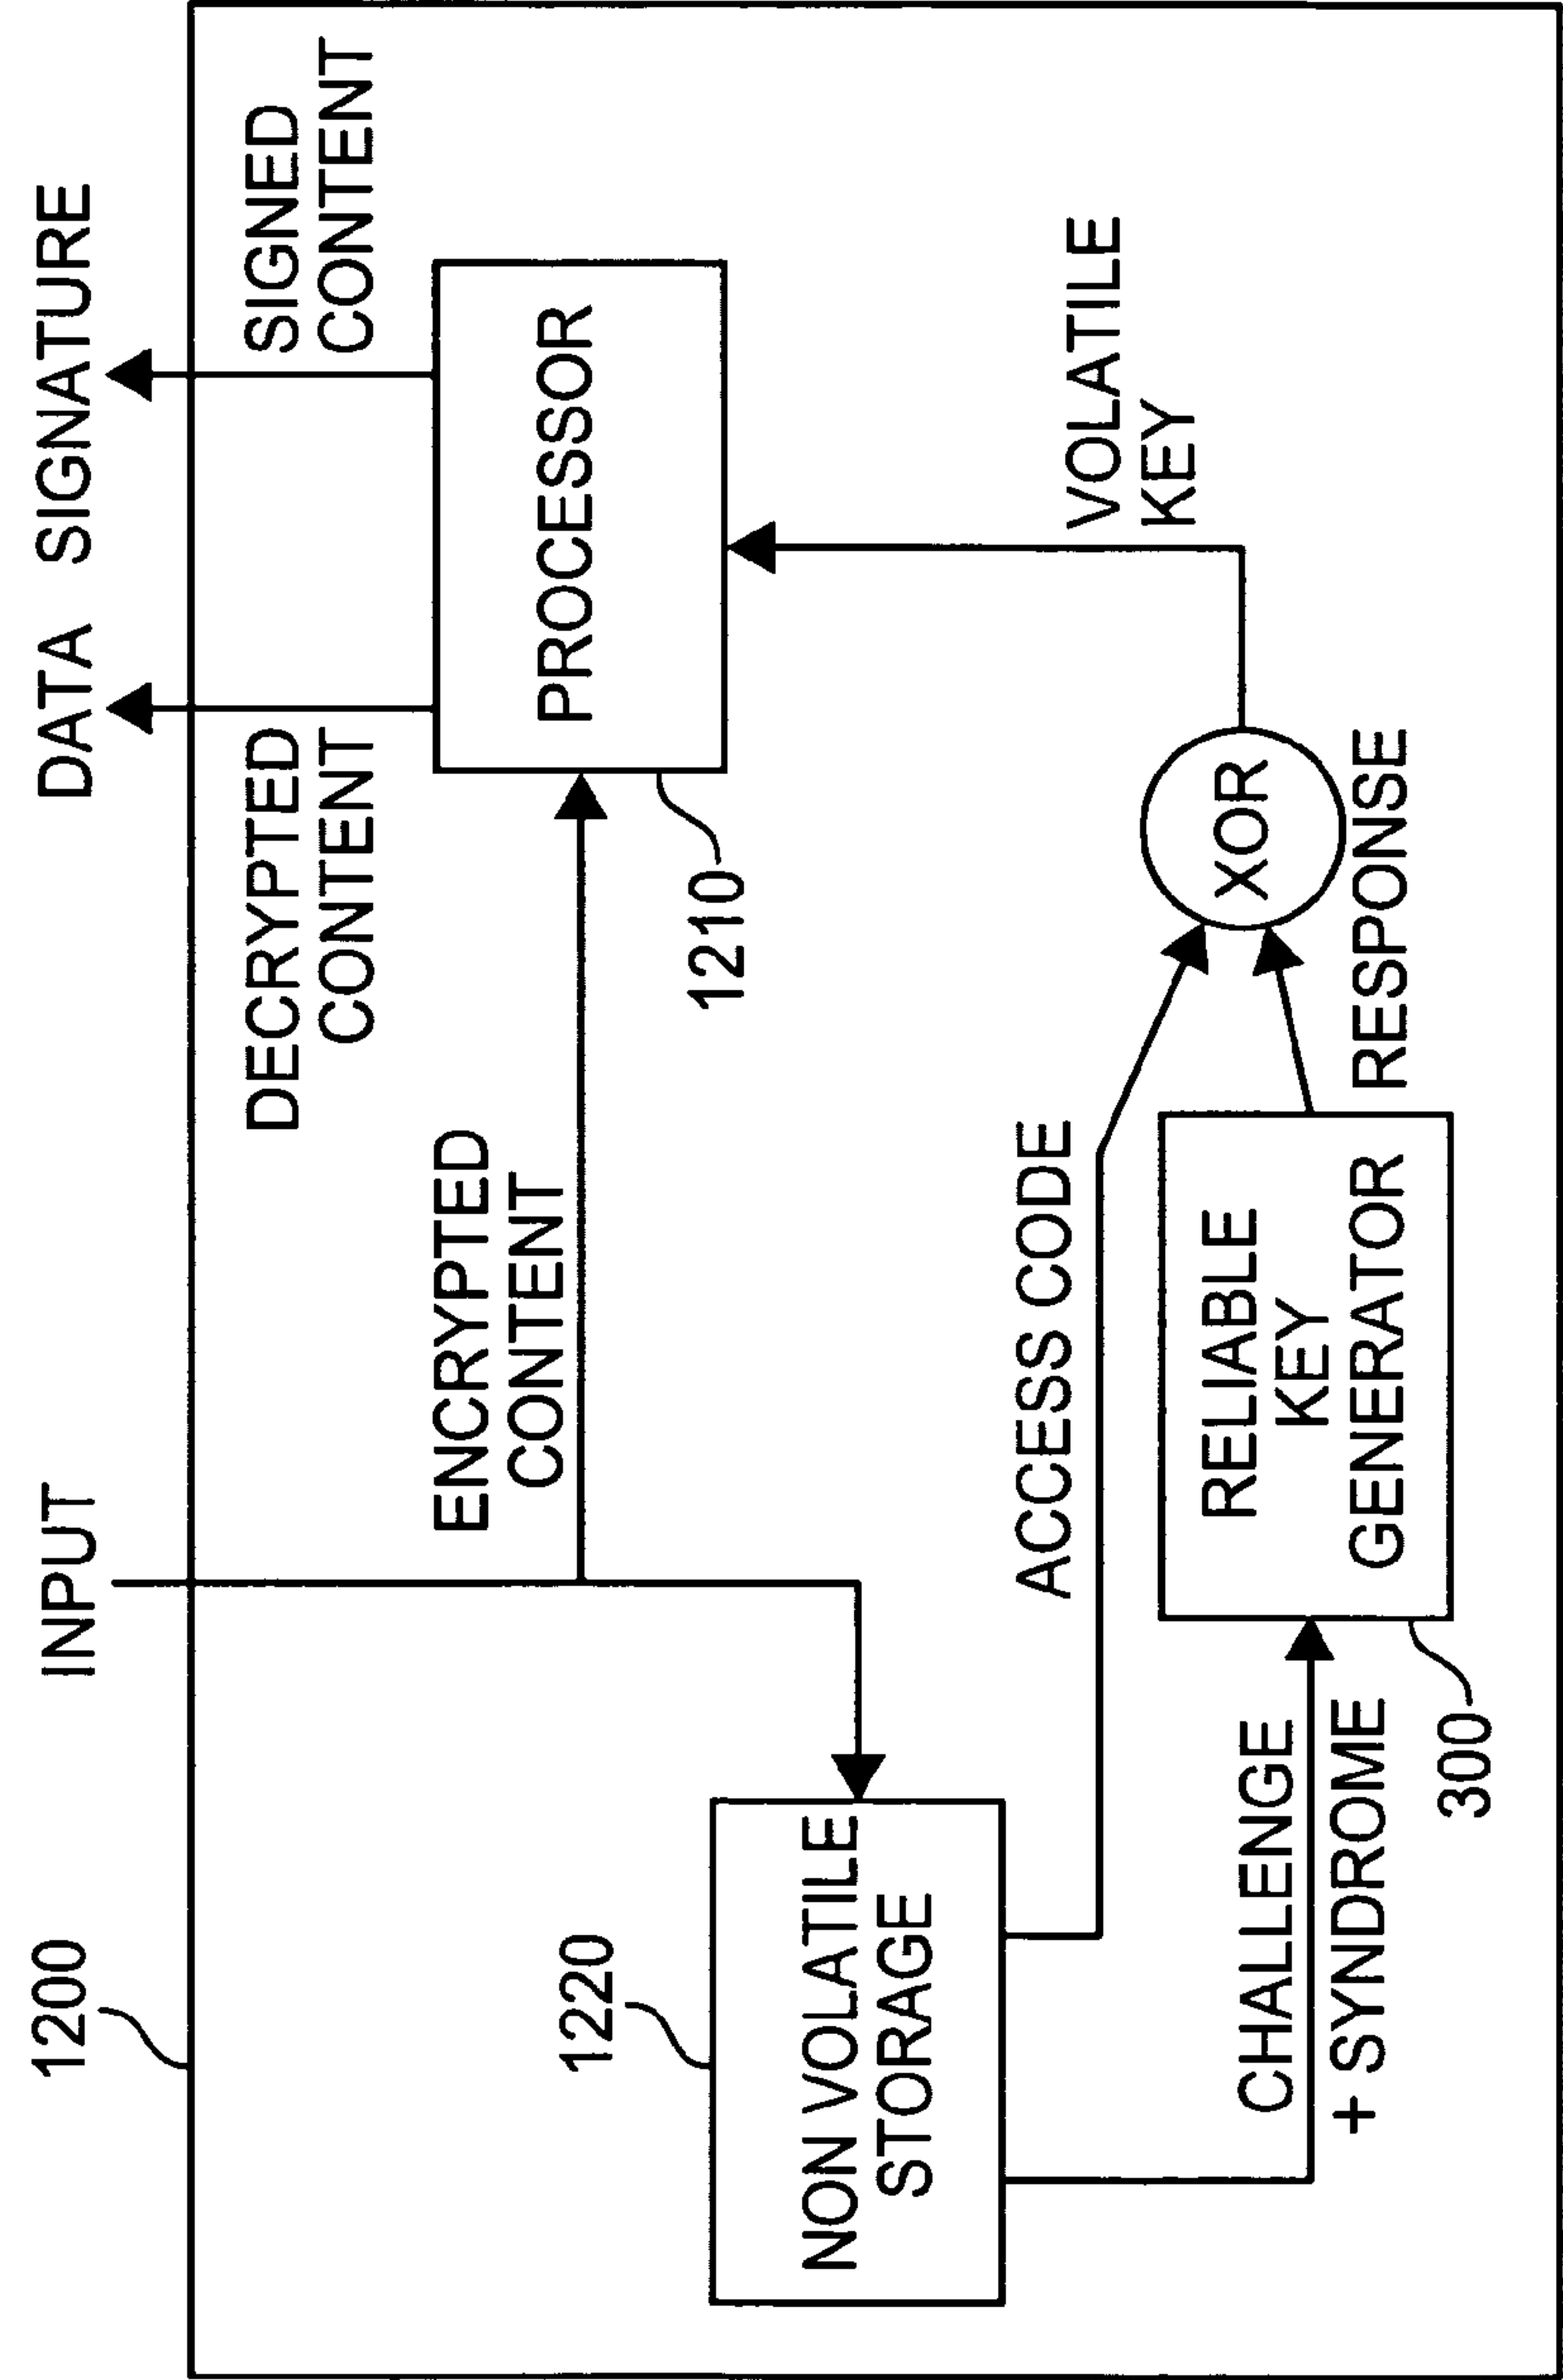 1200
INPUT
DATA
SIGNATURE
DECRYPTED
CONTENT
SIGNED
CONTENT
ENCRYPTED
CONTENT
PROCESSOR
1210
1220
NON VOLATILE
STORAGE
ACCESS CODE
VOLATILE
KEY
XOR
CHALLENGE
+ SYNDROME
RELIABLE
KEY
GENERATOR
RESPONSE
300